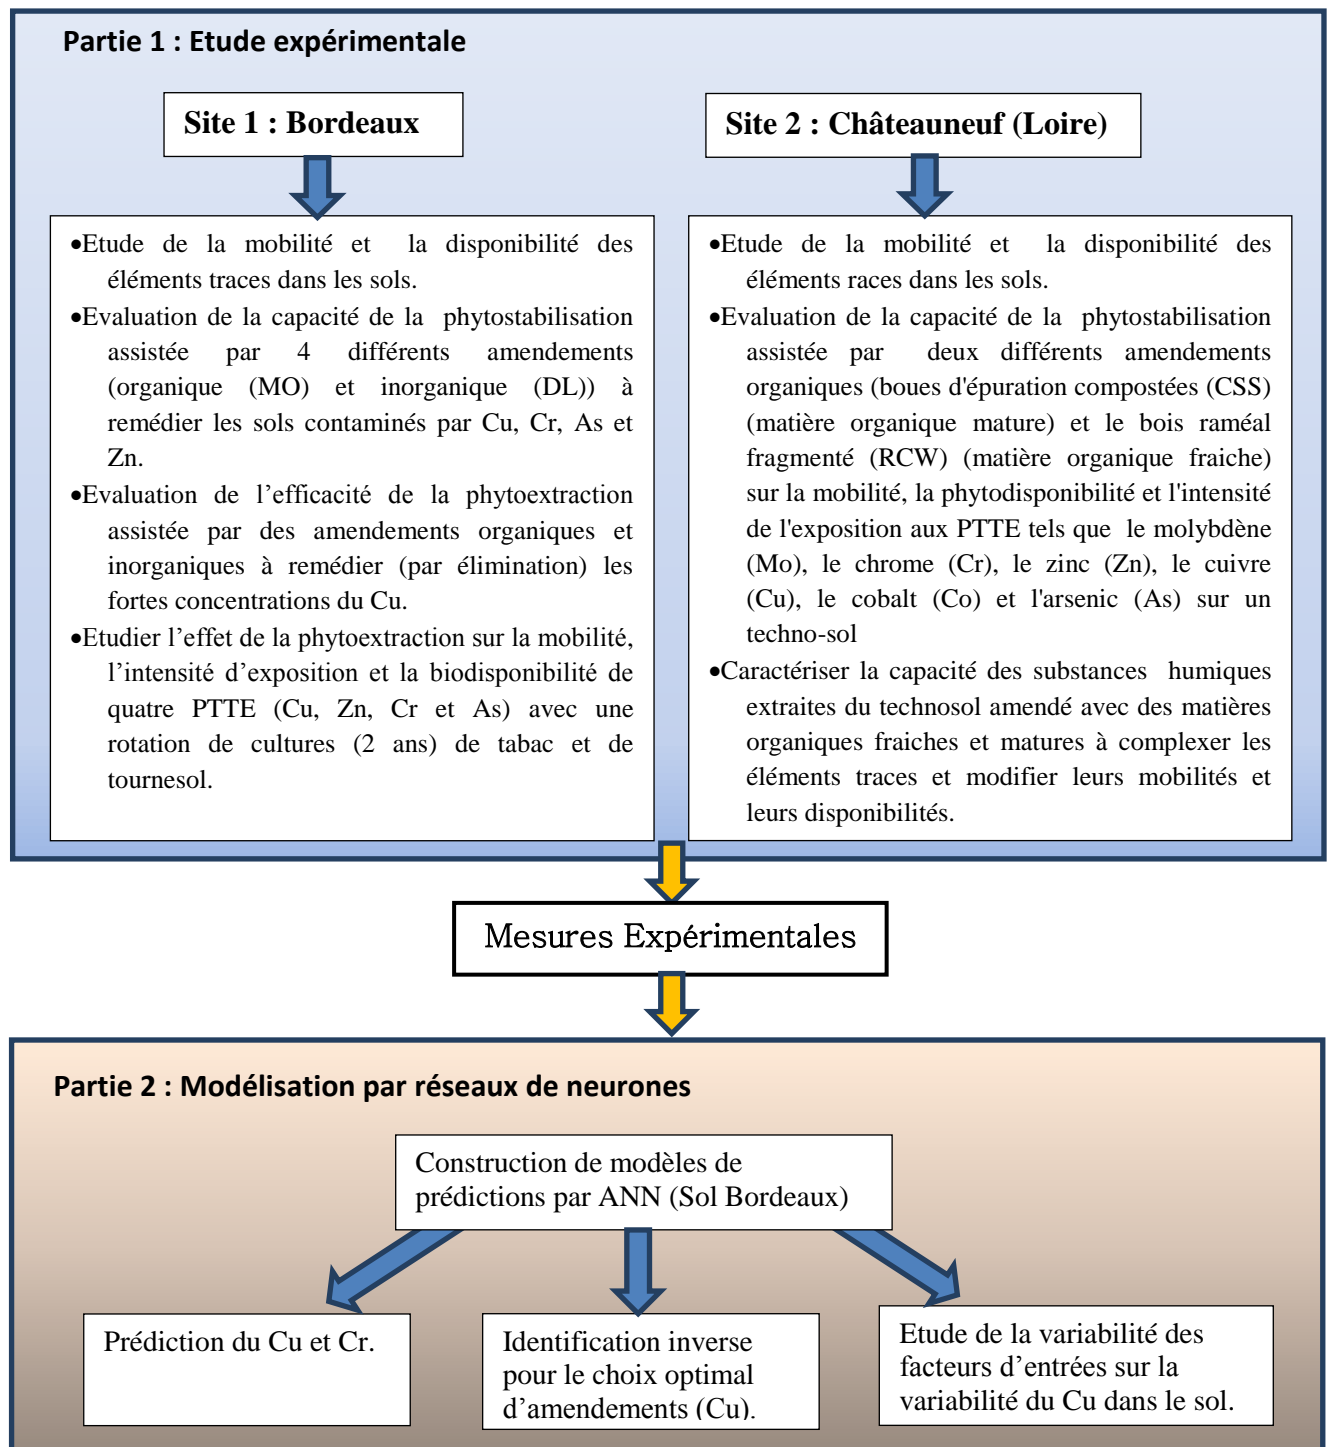 Partie 1 : Etude expérimentale
Site 1 : Bordeaux
•Etude de la mobilité et la disponibilité des
éléments traces dans les sols.
•Evaluation de la capacité de la phytostabilisation
assistée par 4 différents amendements
(organique (MO) et inorganique (DL)) à
remédier les sols contaminés par Cu, Cr, As et
Zn.
•Evaluation de l’efficacité de la phytoextraction
assistée par des amendements organiques et
inorganiques à remédier (par élimination) les
fortes concentrations du Cu.
•Etudier l’effet de la phytoextraction sur la mobilité,
l’intensité d’exposition et la biodisponibilité de
quatre PTTE (Cu, Zn, Cr et As) avec une
rotation de cultures (2 ans) de tabac et de
tournesol.
Site 2 : Châteauneuf (Loire)
•Etude de la mobilité et la disponibilité des
éléments races dans les sols.
•Evaluation de la capacité de la phytostabilisation
assistée par deux différents amendements
organiques (boues d'épuration compostées (CSS)
(matière organique mature) et le bois raméal
fragmenté (RCW) (matière organique fraiche)
sur la mobilité, la phytodisponibilité et l'intensité
de l'exposition aux PTTE tels que le molybdène
(Mo), le chrome (Cr), le zinc (Zn), le cuivre
(Cu), le cobalt (Co) et l'arsenic (As) sur un
techno-sol
•Caractériser la capacité des substances humiques
extraites du technosol amendé avec des matières
organiques fraiches et matures à complexer les
éléments traces et modifier leurs mobilités et
leurs disponibilités.
Mesures Expérimentales
Partie 2 : Modélisation par réseaux de neurones
Construction de modèles de
prédictions par ANN (Sol Bordeaux)
Prédiction du Cu et Cr.
Identification inverse
pour le choix optimal
d’amendements (Cu).
Etude de la variabilité des
facteurs d’entrées sur la
variabilité du Cu dans le sol.